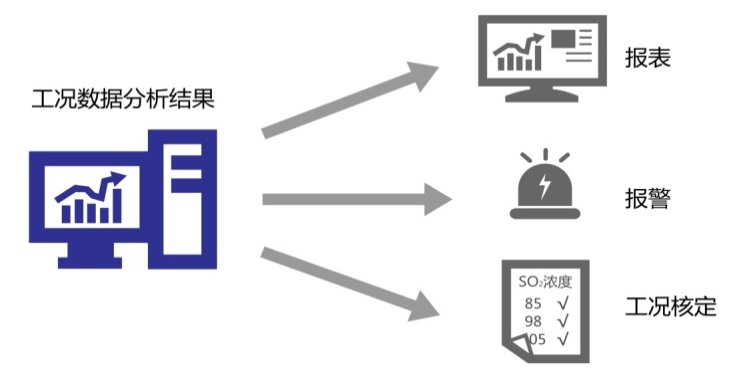 工况数据分析结果
报表
报警
SO₂浓度
85 √
98 √
05 √
工况核定